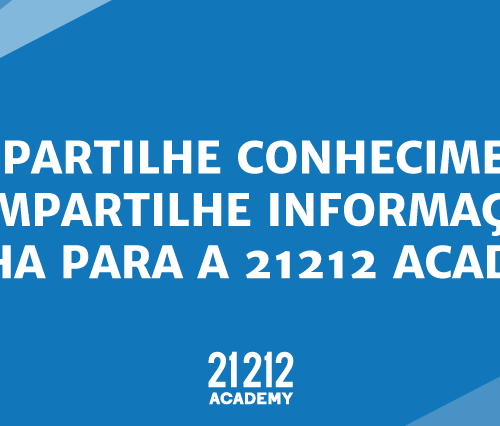 PARTILHE CONHECIME
MPARTILHE INFORMAÇ
HA PARA A 21212 ACAD
21212
ACADEMY